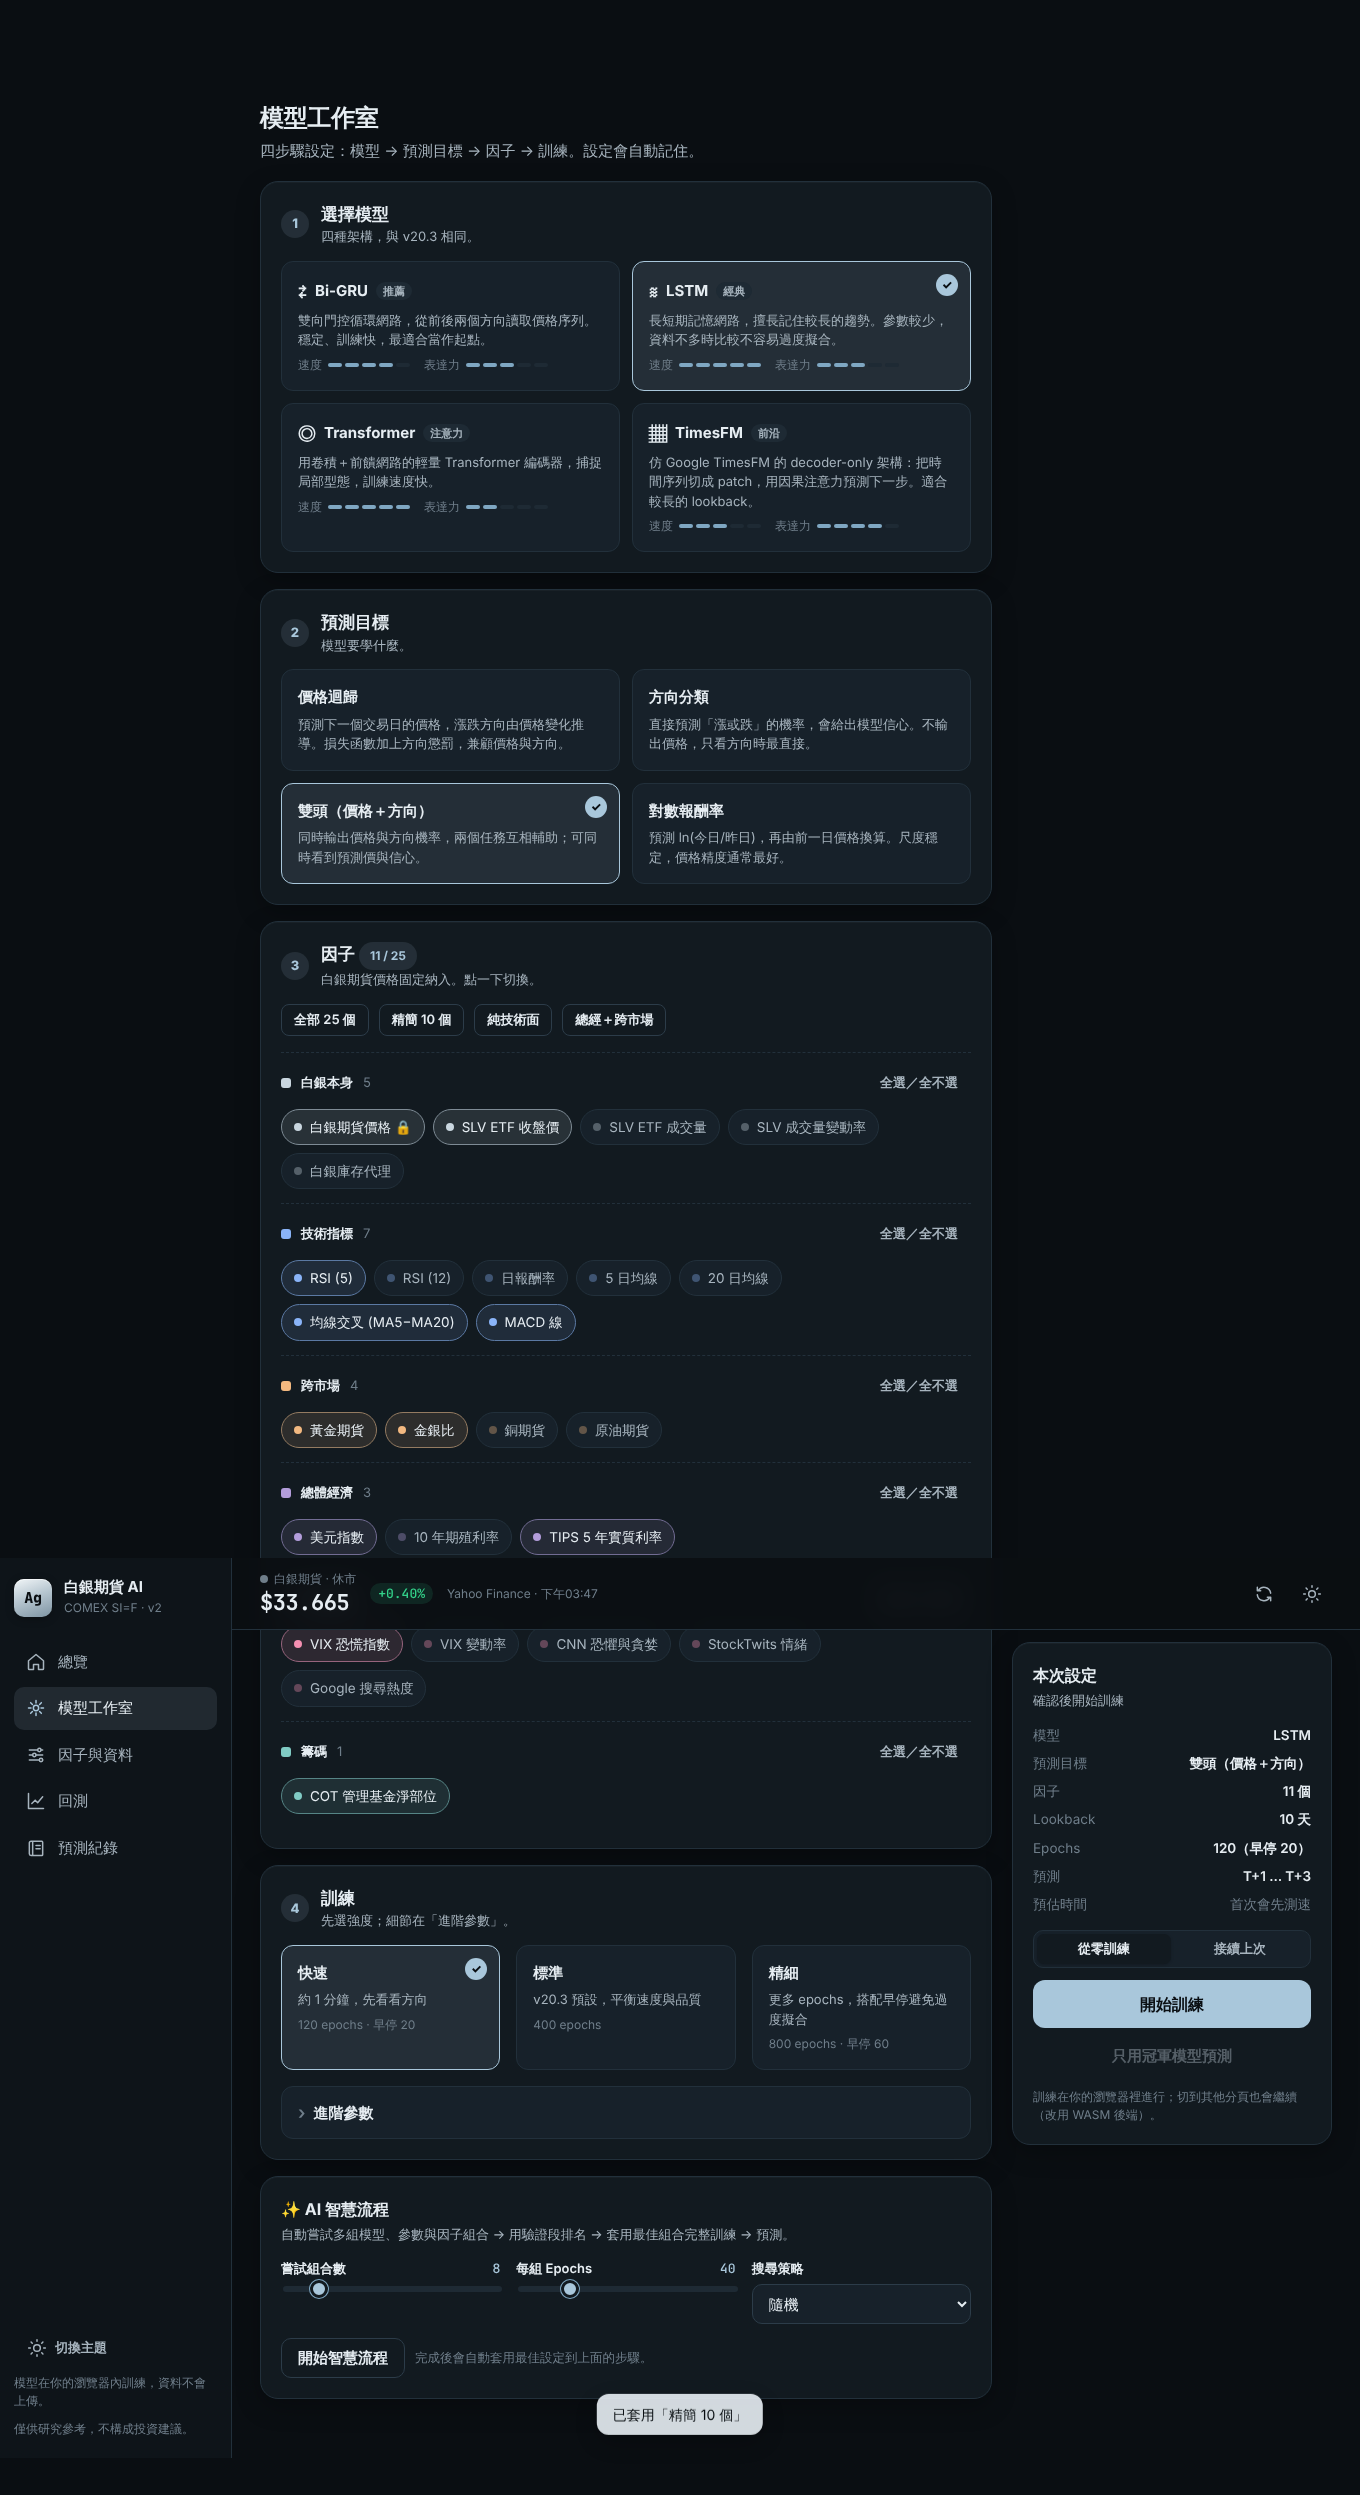 模型工作室
四步驟設定：模型 → 預測目標 → 因子 → 訓練。設定會自動記住。
1
選擇模型
四種架構，與 v20.3 相同。
Bi-GRU 推薦
雙向門控循環網路，從前後兩個方向讀取價格序列。
穩定、訓練快，最適合當作起點。
速度 表達力
LSTM 經典
長短期記憶網路，擅長記住較長的趨勢。參數較少，
資料不多時比較不容易過度擬合。
速度 表達力
Transformer 注意力
用卷積＋前饋網路的輕量 Transformer 編碼器，捕捉
局部型態，訓練速度快。
速度 表達力
TimesFM 前沿
仿 Google TimesFM 的 decoder-only 架構：把時
間序列切成 patch，用因果注意力預測下一步。適合
較長的 lookback。
速度 表達力
2
預測目標
模型要學什麼。
價格迴歸
預測下一個交易日的價格，漲跌方向由價格變化推
導。損失函數加上方向懲罰，兼顧價格與方向。
方向分類
直接預測「漲或跌」的機率，會給出模型信心。不輸
出價格，只看方向時最直接。
雙頭（價格＋方向）
同時輸出價格與方向機率，兩個任務互相輔助；可同
時看到預測價與信心。
對數報酬率
預測 ln(今日/昨日)，再由前一日價格換算。尺度穩
定，價格精度通常最好。
3
因子 11 / 25
白銀期貨價格固定納入。點一下切換。
全部 25 個 精簡 10 個 純技術面 總經＋跨市場
白銀本身 5 全選／全不選
白銀期貨價格 🔒 SLV ETF 收盤價 SLV ETF 成交量 SLV 成交量變動率
白銀庫存代理
技術指標 7 全選／全不選
RSI (5) RSI (12) 日報酬率 5 日均線 20 日均線
均線交叉 (MA5−MA20) MACD 線
跨市場 4 全選／全不選
黃金期貨 金銀比 銅期貨 原油期貨
總體經濟 3 全選／全不選
美元指數 10 年期殖利率 TIPS 5 年實質利率
Ag
白銀期貨 AI
COMEX SI=F · v2
白銀期貨 · 休市
$33.665 +0.40% Yahoo Finance · 下午03:47
總覽
模型工作室
因子與資料
回測
預測紀錄
VIX 恐慌指數 VIX 變動率 CNN 恐懼與貪婪 StockTwits 情緒
Google 搜尋熱度
籌碼 1 全選／全不選
COT 管理基金淨部位
本次設定
確認後開始訓練
模型 LSTM
預測目標 雙頭（價格＋方向）
因子 11 個
Lookback 10 天
Epochs 120（早停 20）
預測 T+1 … T+3
預估時間 首次會先測速
從零訓練 接續上次
開始訓練
只用冠軍模型預測
訓練在你的瀏覽器裡進行；切到其他分頁也會繼續
（改用 WASM 後端）。
4
訓練
先選強度；細節在「進階參數」。
快速
約 1 分鐘，先看看方向
120 epochs · 早停 20
標準
v20.3 預設，平衡速度與品質
400 epochs
精細
更多 epochs，搭配早停避免過
度擬合
800 epochs · 早停 60
› 進階參數
✨ AI 智慧流程
自動嘗試多組模型、參數與因子組合 → 用驗證段排名 → 套用最佳組合完整訓練 → 預測。
嘗試組合數 8
每組 Epochs 40
搜尋策略
隨機
開始智慧流程 完成後會自動套用最佳設定到上面的步驟。
切換主題
模型在你的瀏覽器內訓練，資料不會
上傳。
僅供研究參考，不構成投資建議。
已套用「精簡 10 個」